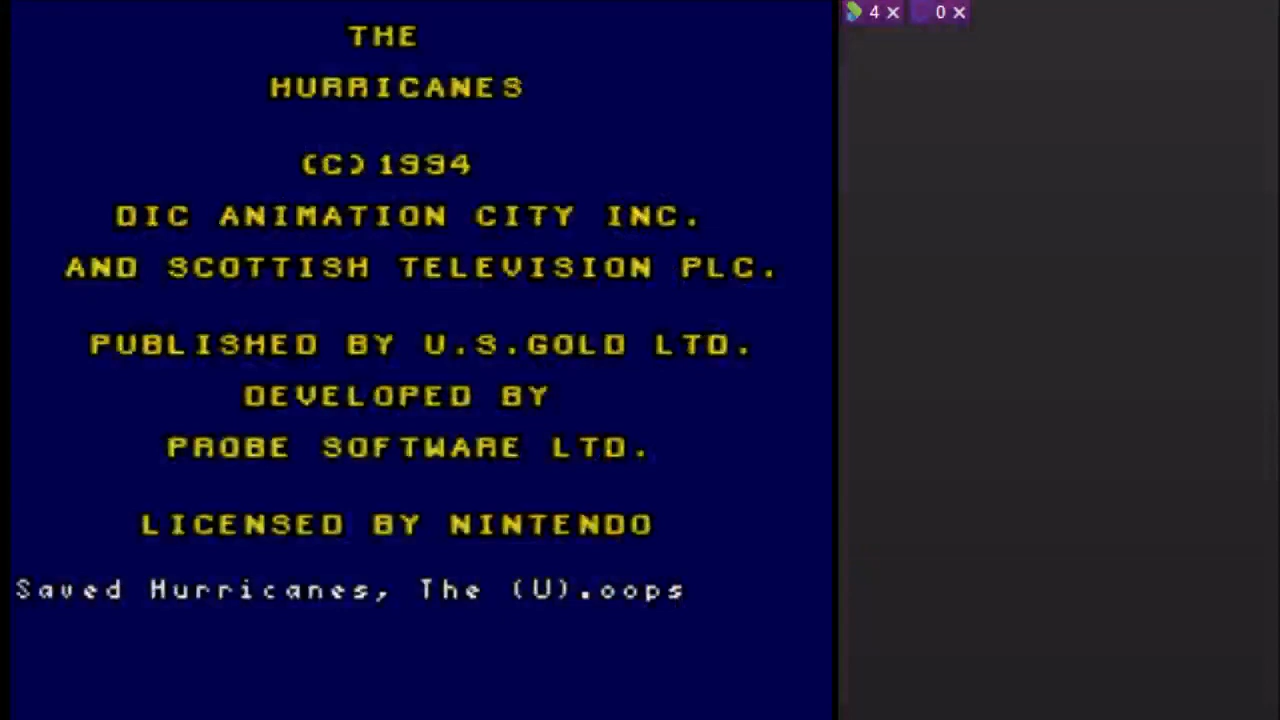 4 × 0 ×
THE
HURRICANES
(C) 1994
DIC ANIMATION CITY INC.
AND SCOTTISH TELEVISION PLC.
PUBLISHED BY U.S.GOLD LTD.
DEVELOPED BY
PROBE SOFTWARE LTD.
LICENSED BY NINTENDO
Saved Hurricanes, The (U).oops